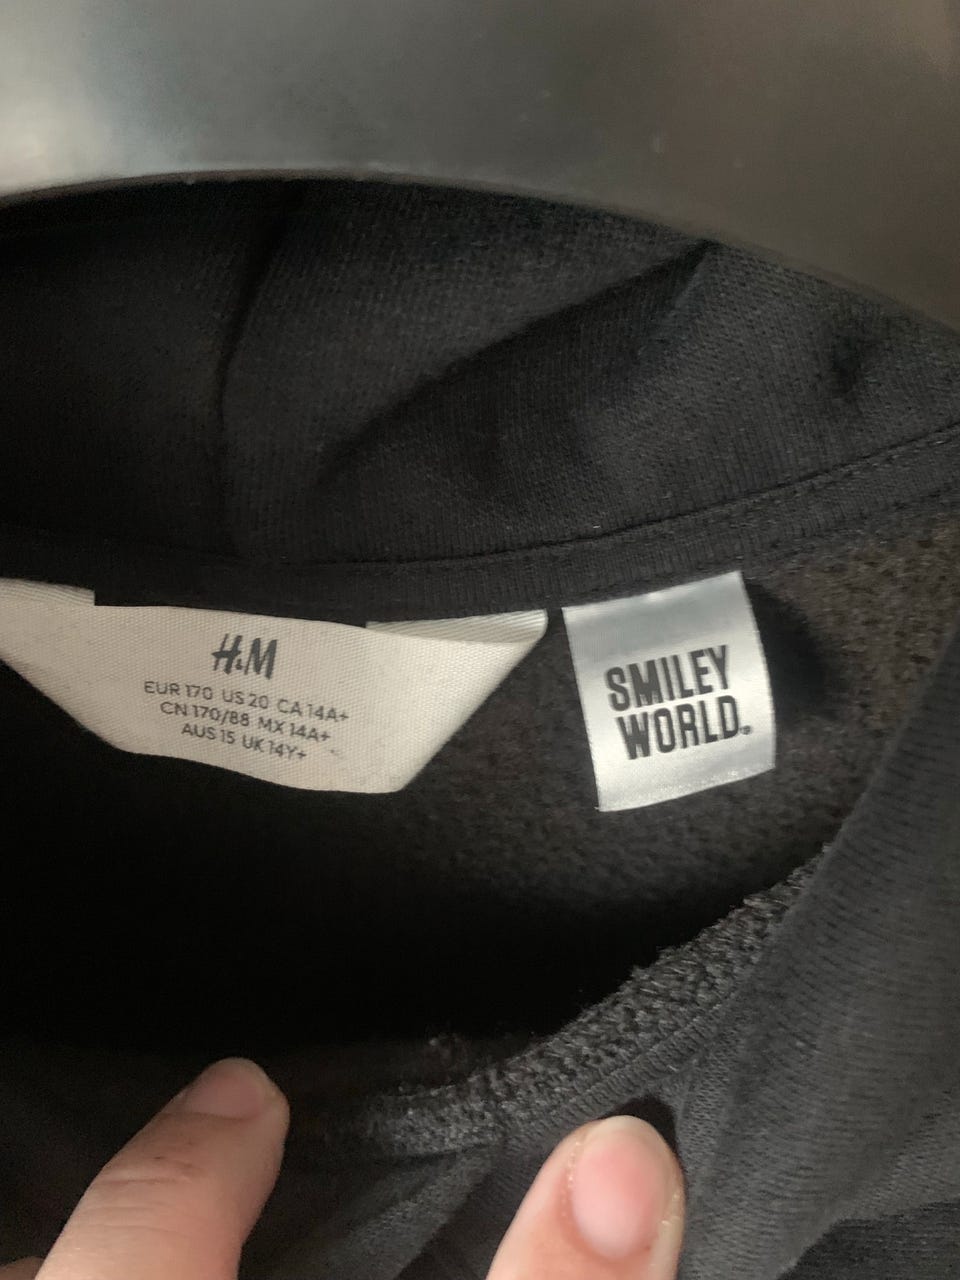 H&M
EUR 170 US 20 CA 14A+
CN 170/88 MX 14A+
AUS 15 UK 14Y+
SMILEY
WORLD®